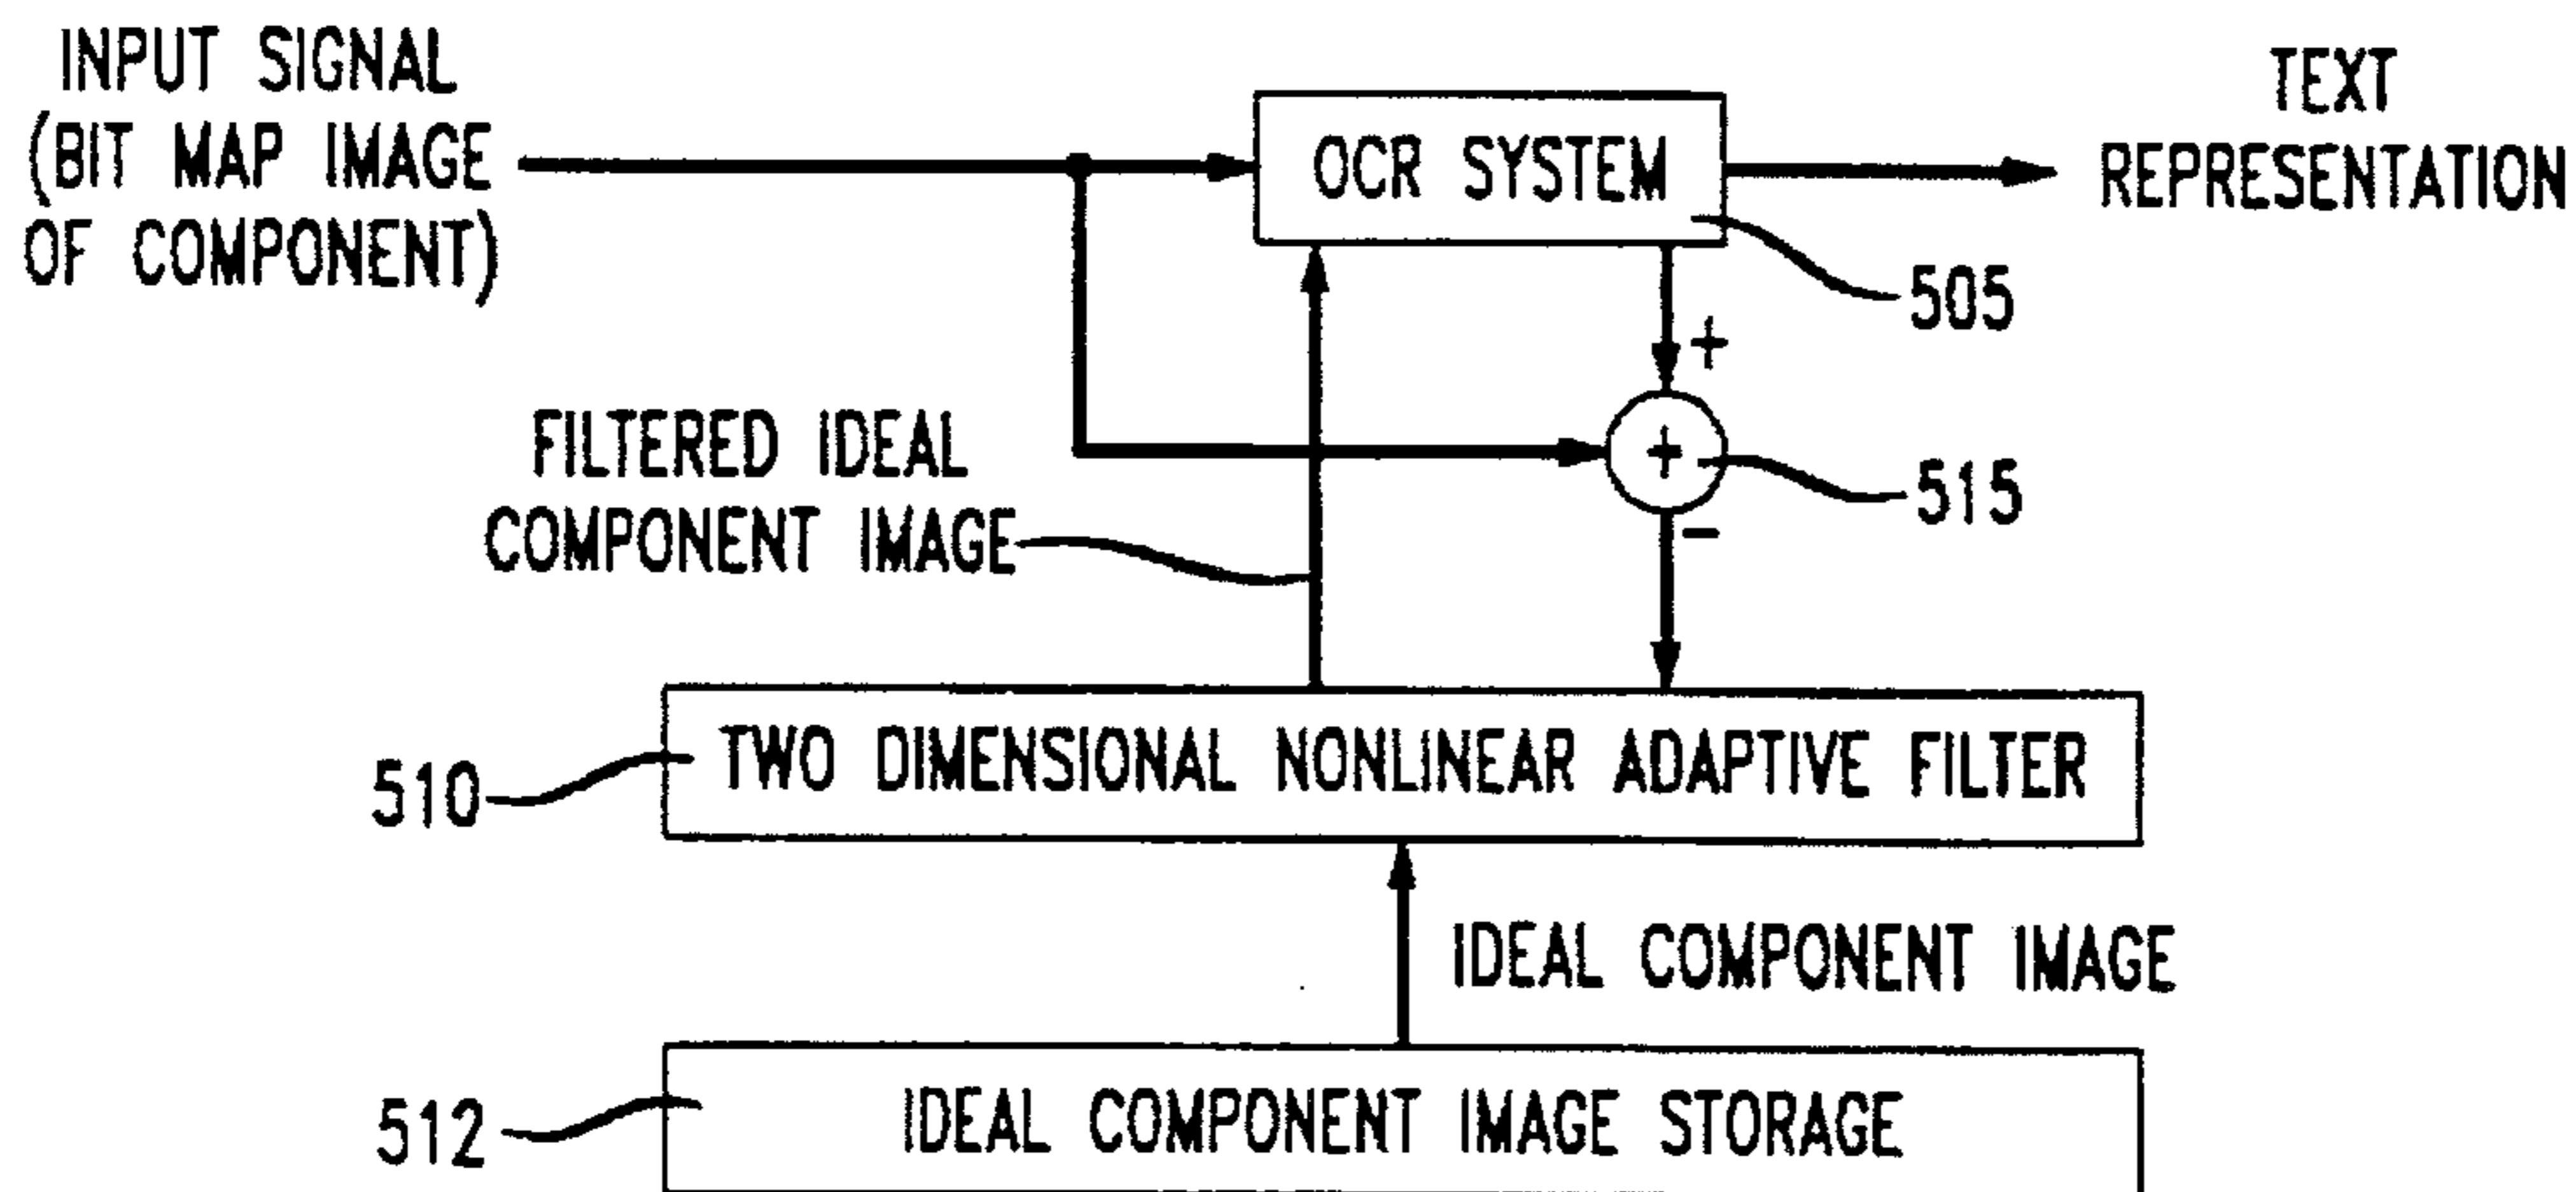 INPUT SIGNAL
(BIT MAP IMAGE
OF COMPONENT)
OCR SYSTEM
TEXT
REPRESENTATION
505
+
FILTERED IDEAL
COMPONENT IMAGE
+
515
-
TWO DIMENSIONAL NONLINEAR ADAPTIVE FILTER
510
IDEAL COMPONENT IMAGE
IDEAL COMPONENT IMAGE STORAGE
512